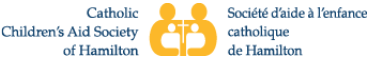 Catholic
Children's Aid Society
of Hamilton
Société d'aide à l'enfance
catholique
de Hamilton